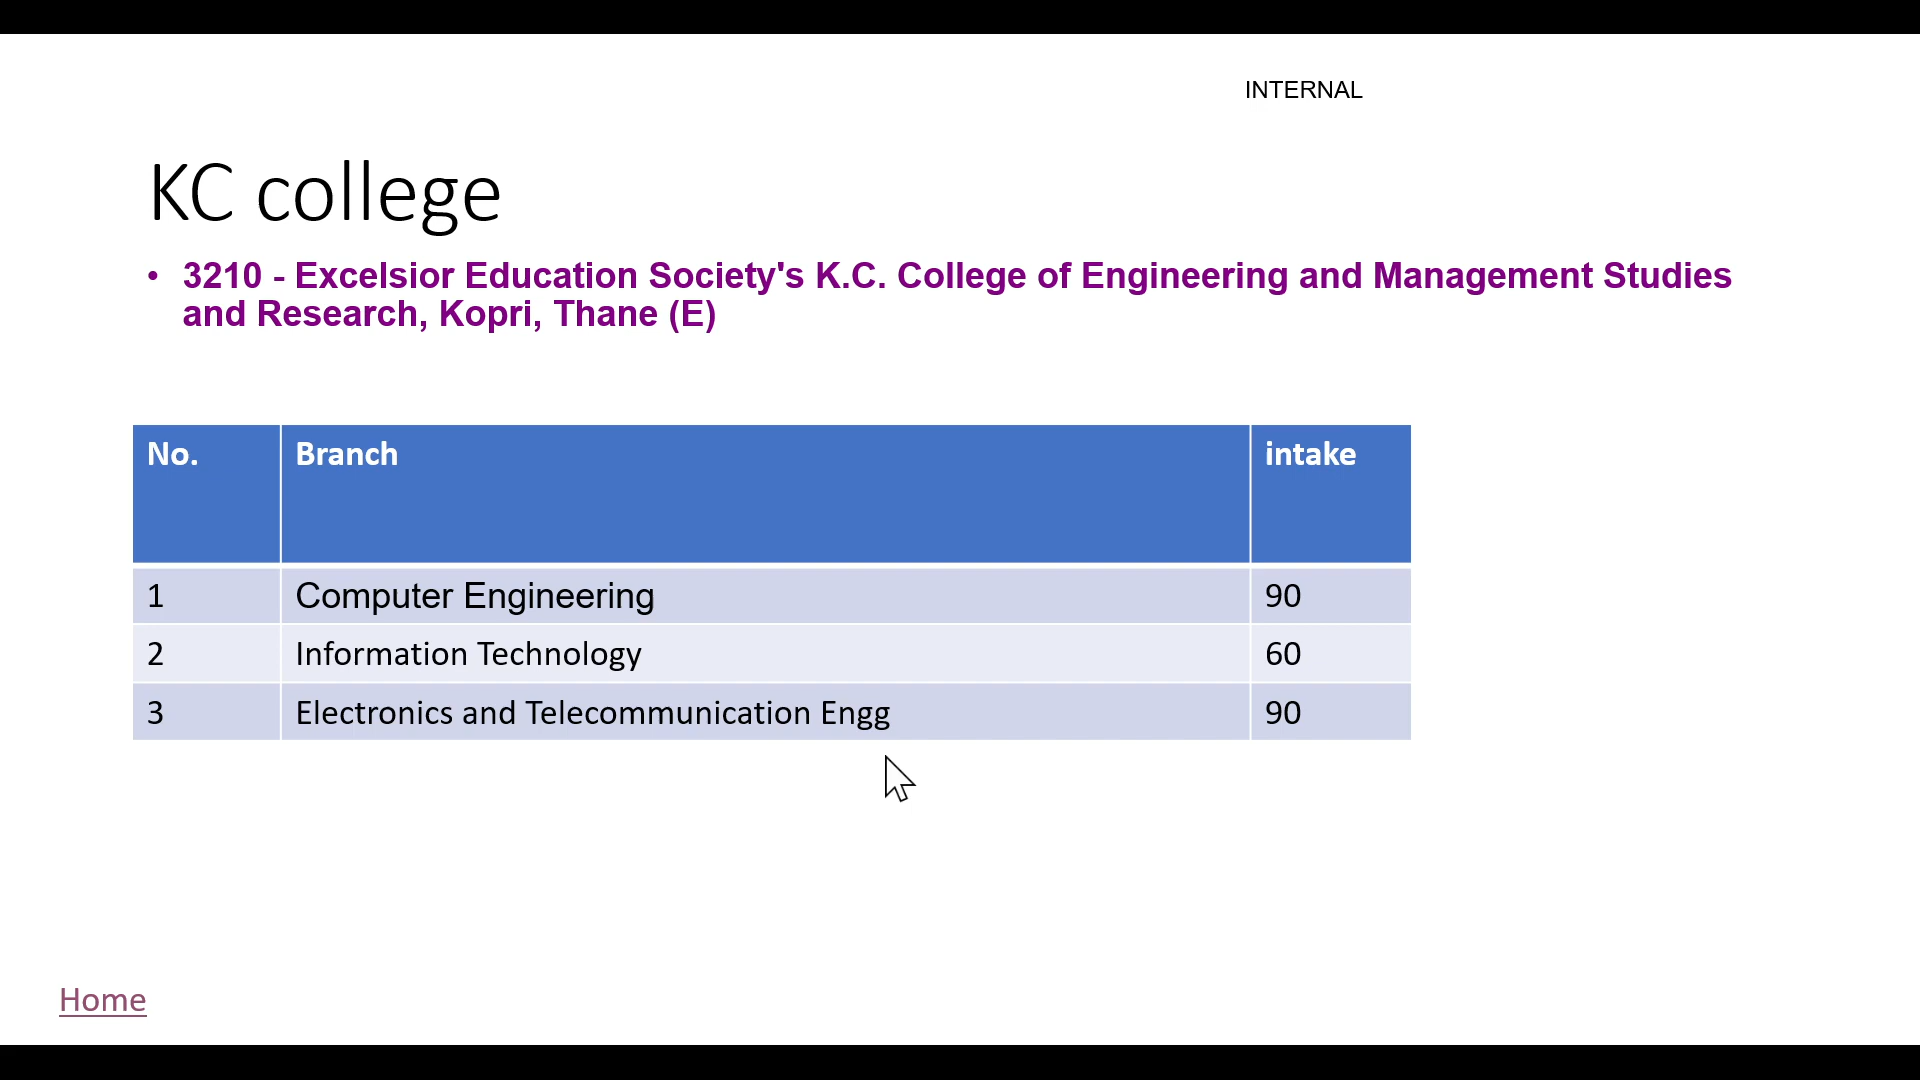 INTERNAL
KC college
• 3210 - Excelsior Education Society's K.C. College of Engineering and Management Studies
and Research, Kopri, Thane (E)
No. Branch intake
1 Computer Engineering 90
2 Information Technology 60
3 Electronics and Telecommunication Engg 90
Home